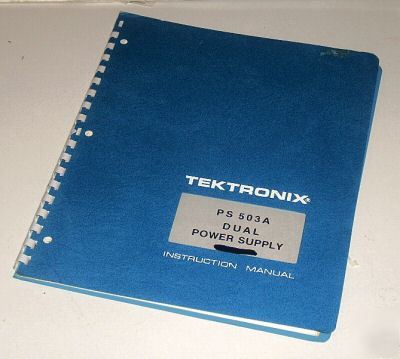 TEKTRONIX®
PS 503A
DUAL
POWER SUPPLY
INSTRUCTION MANUAL